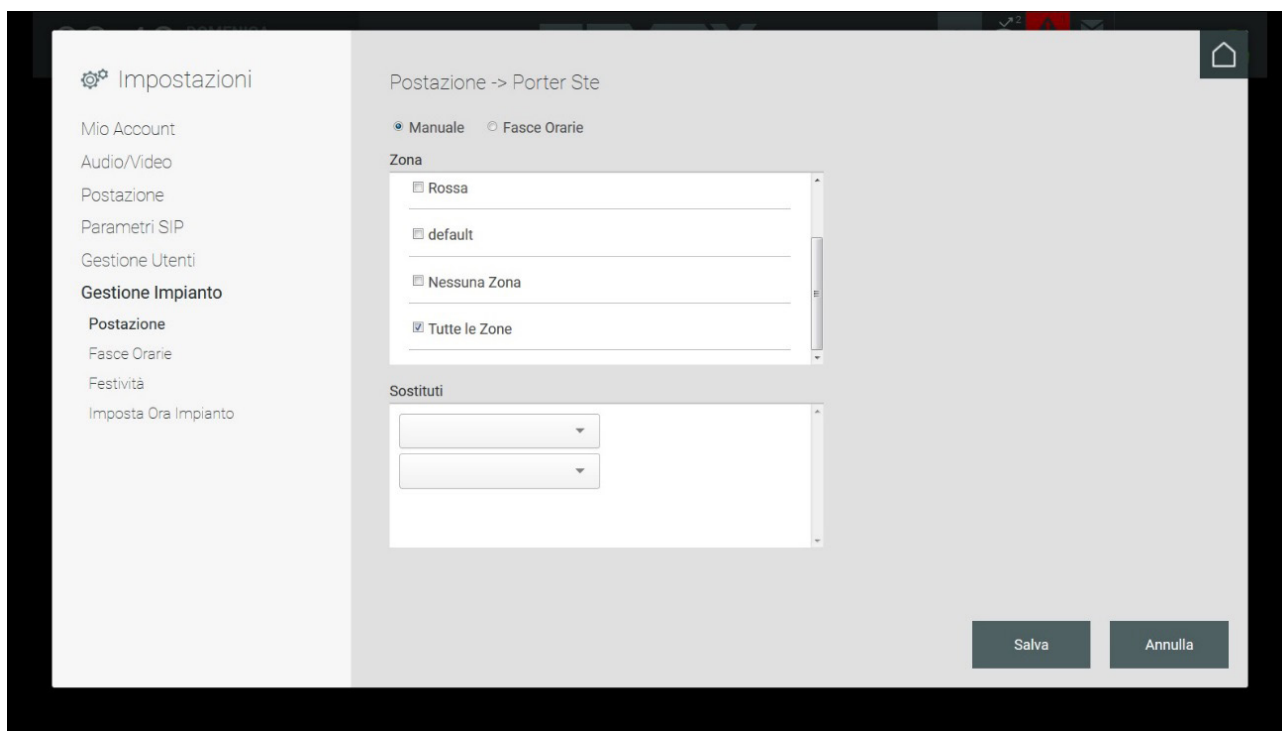 Impostazioni
Mio Account
Audio/Video
Postazione
Parametri SIP
Gestione Utenti
Gestione Impianto
Postazione
Fasce Orarie
Festività
Imposta Ora Impianto
Postazione -> Porter Ste
Manuale Fasce Orarie
Zona
Rossa
default
Nessuna Zona
Tutte le Zone
Sostituti
Salva Annulla